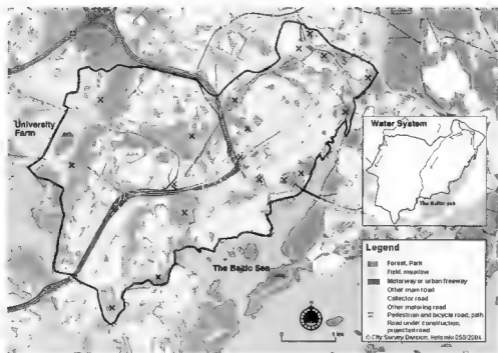 University
Farm
Water System
The Baltic sea
The Baltic Sea
Legend
Forest, Park
Field, meadow
Motorway or urban freeway
Other main road
Collector road
Other motoring road
Pedestrian and bicycle road, path
Road under construction,
projected road
© City Survey Division, Helsinki
1 km